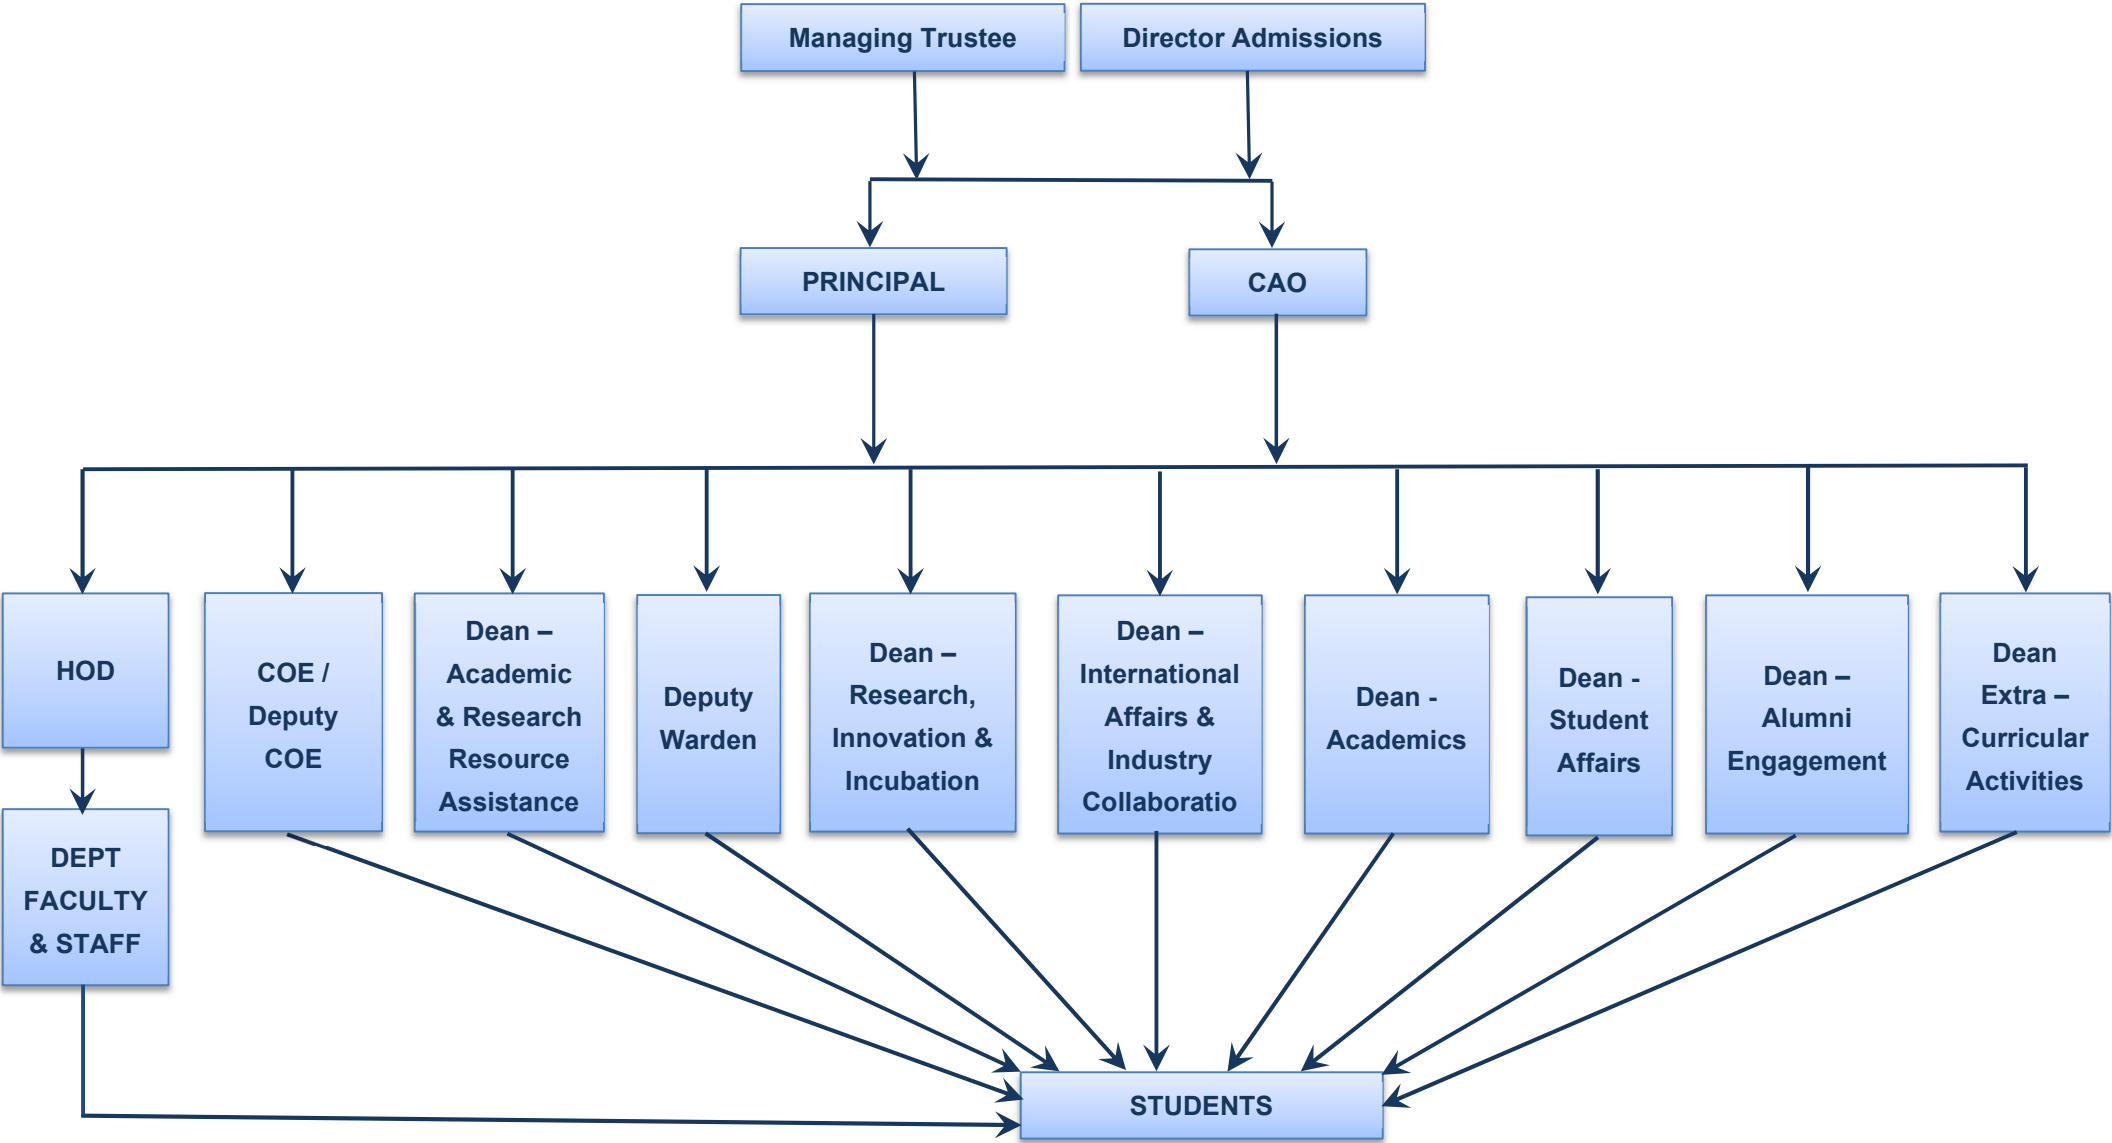 Managing Trustee
Director Admissions
PRINCIPAL
CAO
HOD
COE /
Deputy
COE
Dean –
Academic
& Research
Resource
Assistance
Deputy
Warden
Dean –
Research,
Innovation &
Incubation
Dean –
International
Affairs &
Industry
Collaboratio
Dean -
Academics
Dean -
Student
Affairs
Dean –
Alumni
Engagement
Dean
Extra –
Curricular
Activities
DEPT
FACULTY
& STAFF
STUDENTS